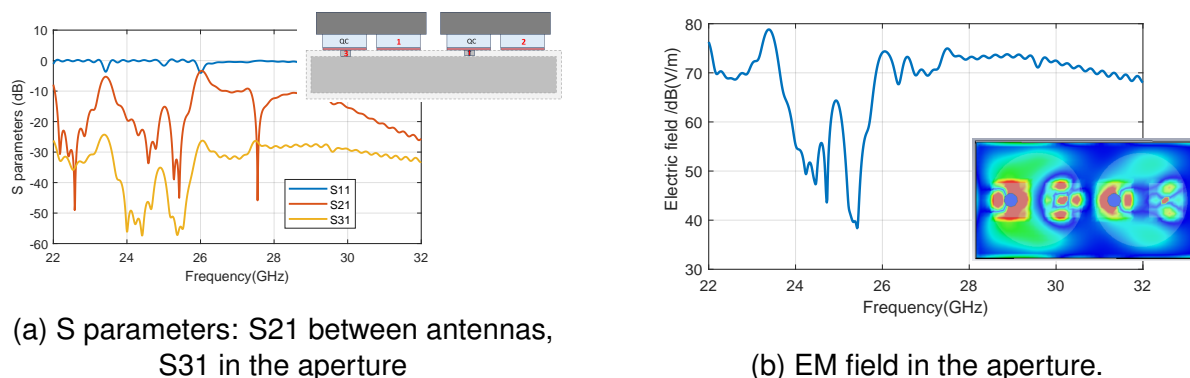 10
0
-10
-20
-30
-40
-50
-60
S parameters (dB)
22 24 26 28 30 32
Frequency(GHz)
S11
S21
S31
QC 1 QC 2
3
(a) S parameters: S21 between antennas,
S31 in the aperture
80
70
60
50
40
30
Electric field /dB(V/m)
22 24 26 28 30 32
Frequency(GHz)
(b) EM field in the aperture.